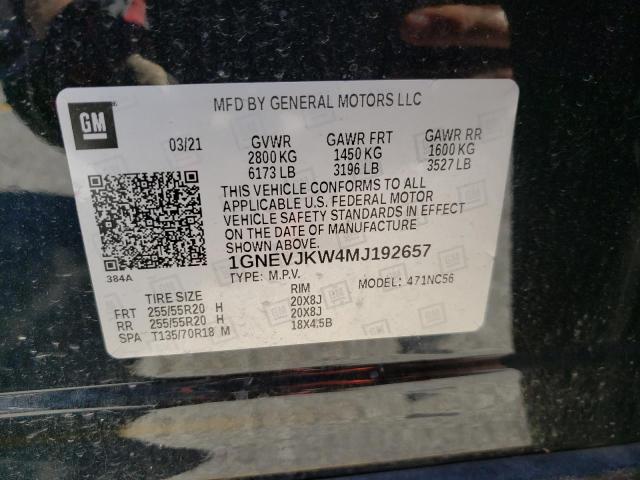 GM
MFD BY GENERAL MOTORS LLC
03/21 GVWR GAWR FRT GAWR RR
2800 KG 1450 KG 1600 KG
6173 LB 3196 LB 3527 LB
THIS VEHICLE CONFORMS TO ALL
APPLICABLE U.S. FEDERAL MOTOR
VEHICLE SAFETY STANDARDS IN EFFECT
ON THE DATE OF MANUFACTURE
SHOWN ABOVE.
1GNEVJKW4MJ192657
384A TYPE: M.P.V. MODEL: 471NC56
TIRE SIZE RIM
FRT 255/55R20 H 20X8J
RR 255/55R20 H 20X8J
SPA T135/70R18 M 18X4.5B